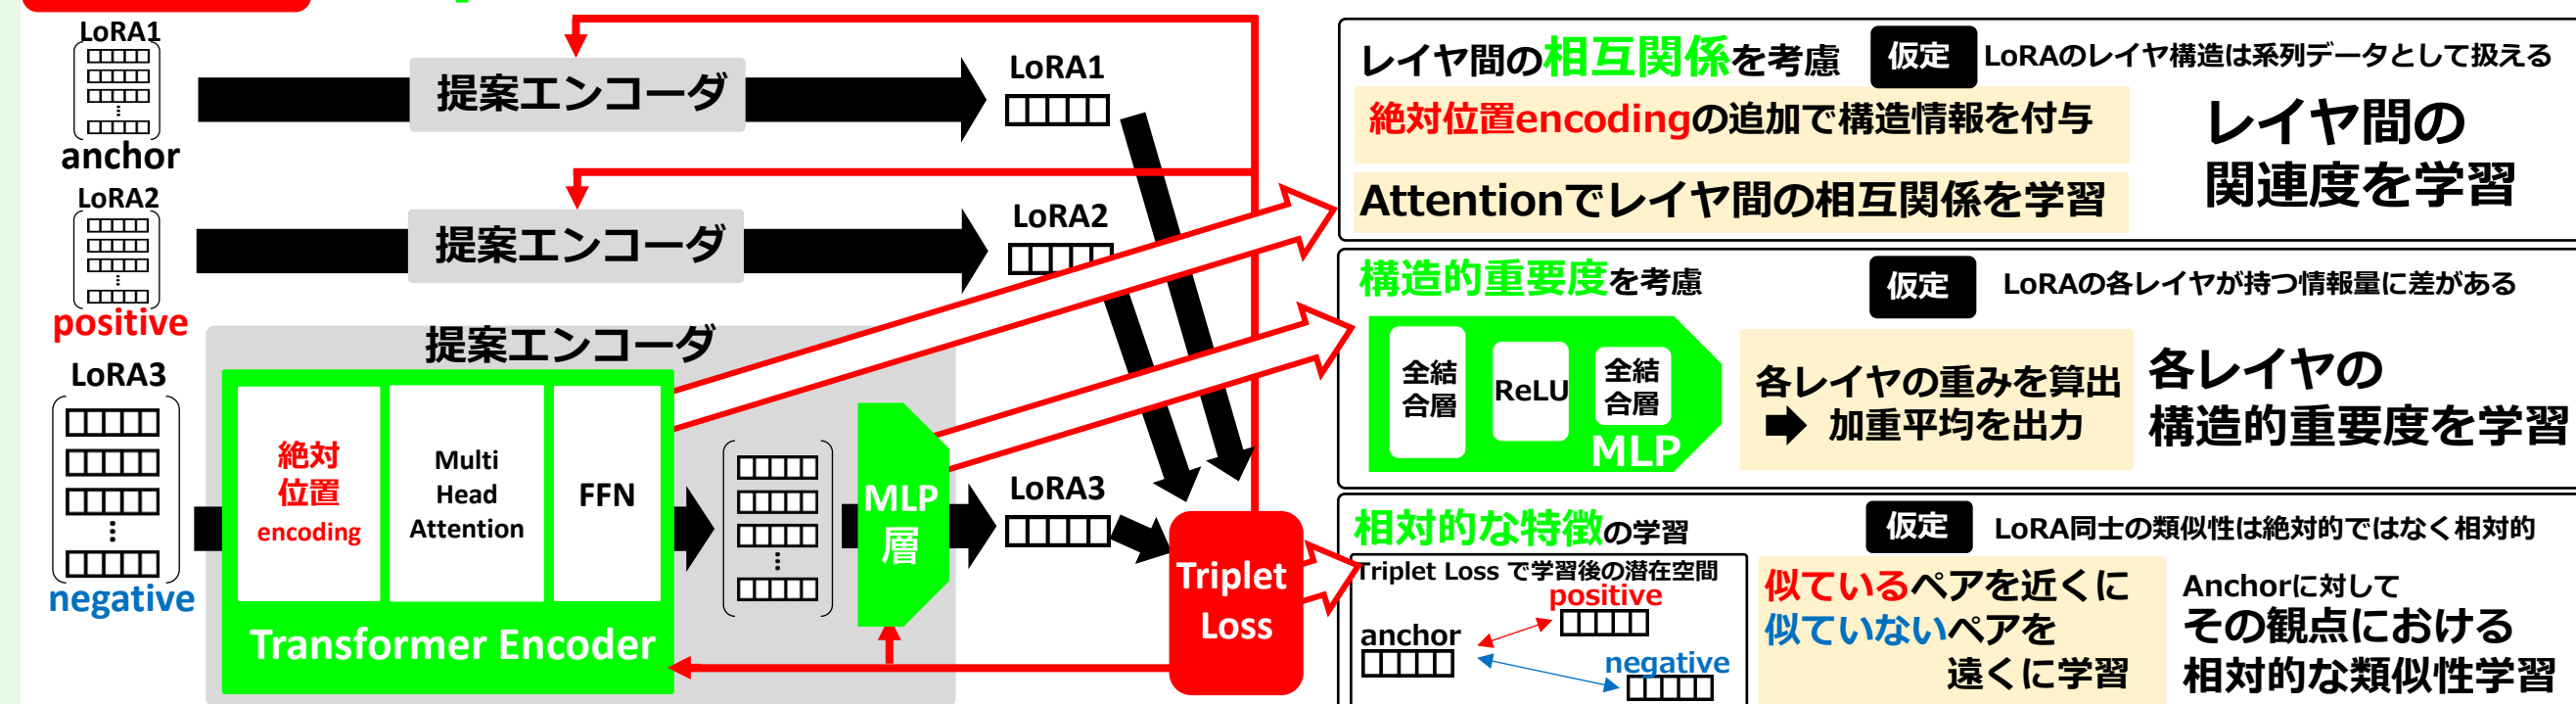 LoRA1
anchor
提案エンコーダ
LoRA1
LoRA2
positive
提案エンコーダ
LoRA2
提案エンコーダ
LoRA3
negative
絶対
位置
encoding
Multi
Head
Attention
FFN
Transformer Encoder
MLP
層
LoRA3
Triplet
Loss
レイヤ間の相互関係を考慮
仮定
LoRAのレイヤ構造は系列データとして扱える
絶対位置encodingの追加で構造情報を付与
Attentionでレイヤ間の相互関係を学習
レイヤ間の
関連度を学習
構造的重要度を考慮
仮定
LoRAの各レイヤが持つ情報量に差がある
全結
合層
ReLU
全結
合層
MLP
各レイヤの重みを算出
➡ 加重平均を出力
各レイヤの
構造的重要度を学習
相対的な特徴の学習
仮定
LoRA同士の類似性は絶対的ではなく相対的
Triplet Loss で学習後の潜在空間
positive
anchor
negative
似ているペアを近くに
似ていないペアを
遠くに学習
Anchorに対して
その観点における
相対的な類似性学習